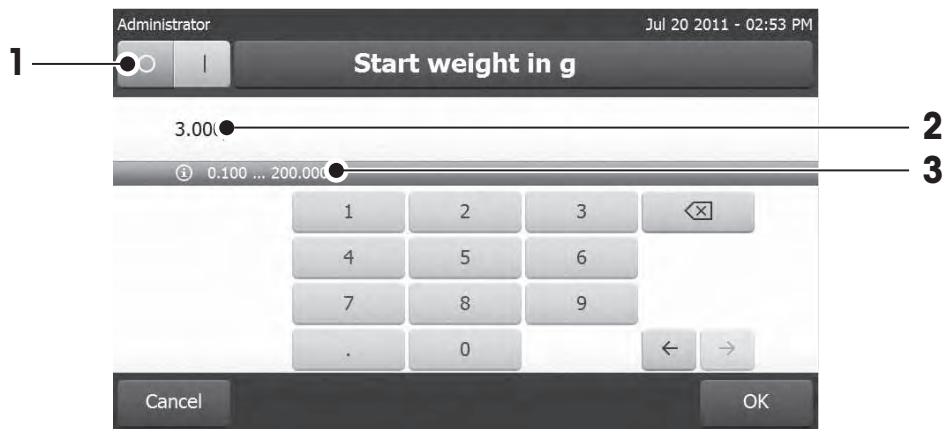 Administrator Jul 20 2011 - 02:53 PM
1
Start weight in g
3.00
2
0.100 ... 200.000
3
1 2 3
4 5 6
7 8 9
. 0 ← →
Cancel OK